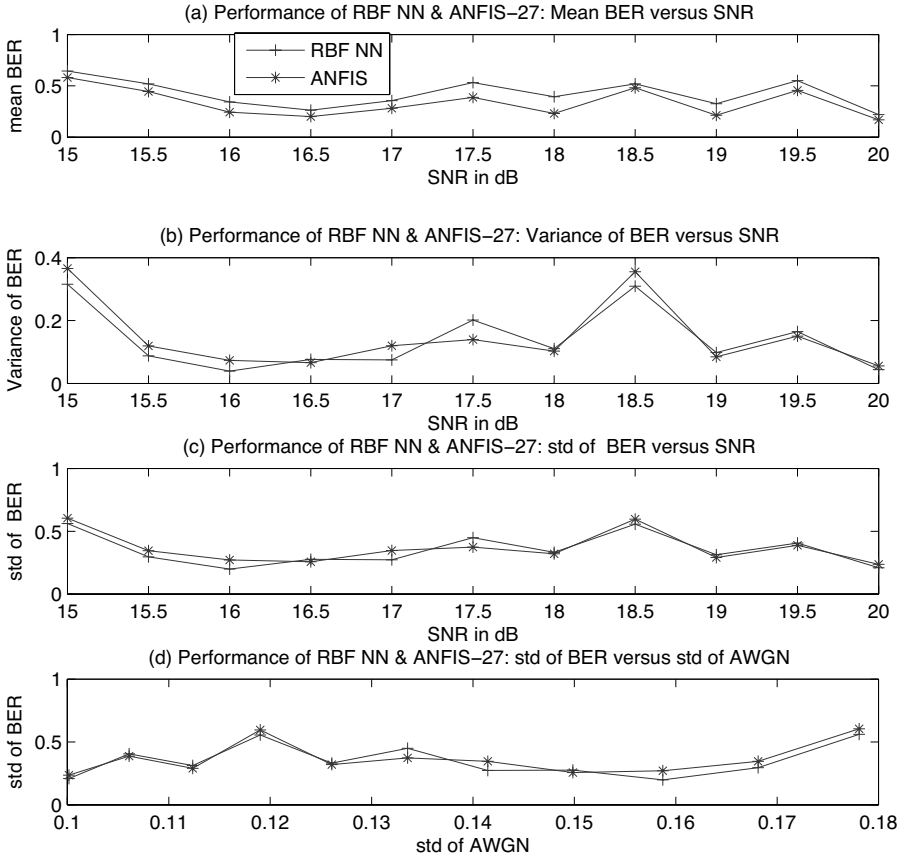 (a) Performance of RBF NN & ANFIS−27: Mean BER versus SNR
mean BER
1
0.5
0
RBF NN
ANFIS
15 15.5 16 16.5 17 17.5 18 18.5 19 19.5 20
SNR in dB
(b) Performance of RBF NN & ANFIS−27: Variance of BER versus SNR
Variance of BER
0.4
0.2
0
15 15.5 16 16.5 17 17.5 18 18.5 19 19.5 20
SNR in dB
(c) Performance of RBF NN & ANFIS−27: std of BER versus SNR
std of BER
1
0.5
0
15 15.5 16 16.5 17 17.5 18 18.5 19 19.5 20
SNR in dB
(d) Performance of RBF NN & ANFIS−27: std of BER versus std of AWGN
std of BER
1
0.5
0
0.1 0.11 0.12 0.13 0.14 0.15 0.16 0.17 0.18
std of AWGN